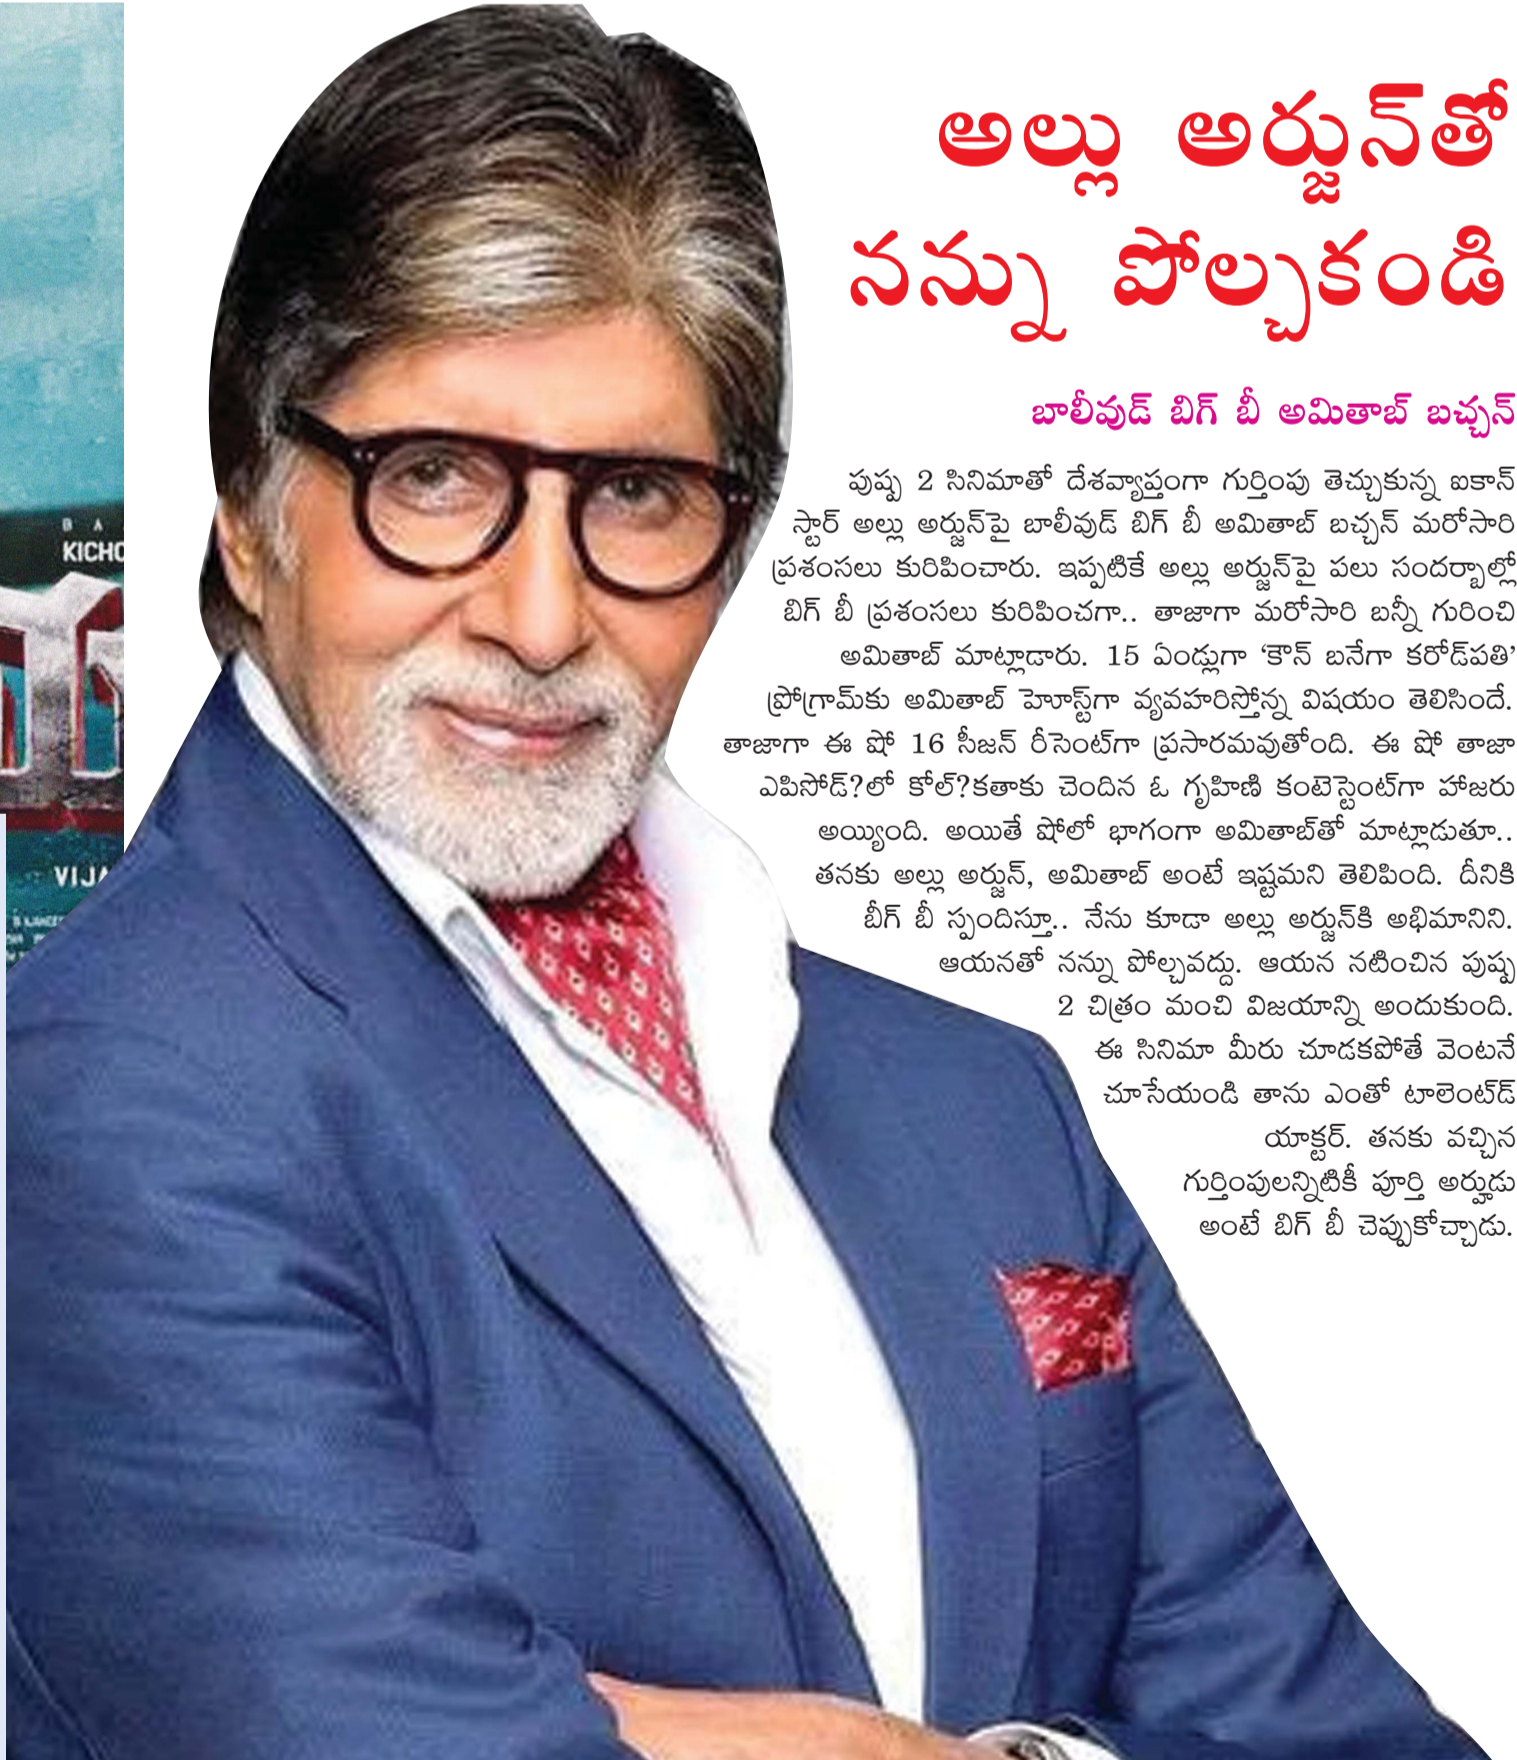 అల్లు అర్జున్‌తో
నన్ను పోల్చకండి
బాలీవుడ్ బిగ్ బీ అమితాబ్ బచ్చన్
పుష్ప 2 సినిమాతో దేశవ్యాప్తంగా గుర్తింపు తెచ్చుకున్న ఐకాన్
స్టార్ అల్లు అర్జున్‌పై బాలీవుడ్ బిగ్ బీ అమితాబ్ బచ్చన్ మరోసారి
ప్రశంసలు కురిపించారు. ఇప్పటికే అల్లు అర్జున్‌పై పలు సందర్భాల్లో
బిగ్ బీ ప్రశంసలు కురిపించగా.. తాజాగా మరోసారి బన్నీ గురించి
అమితాబ్ మాట్లాడారు. 15 ఏండ్లుగా ‘కౌన్ బనేగా కరోడ్‌పతి’
ప్రోగ్రామ్‌కు అమితాబ్ హెూస్ట్‌గా వ్యవహరిస్తోన్న విషయం తెలిసిందే.
తాజాగా ఈ షో 16 సీజన్ రీసెంట్‌గా ప్రసారమవుతోంది. ఈ షో తాజా
ఎపిసోడ్?లో కోల్?కతాకు చెందిన ఓ గృహిణి కంటెస్టెంట్‌గా హాజరు
అయ్యింది. అయితే షోలో భాగంగా అమితాబ్‌తో మాట్లాడుతూ..
తనకు అల్లు అర్జున్, అమితాబ్ అంటే ఇష్టమని తెలిపింది. దీనికి
బీగ్ బీ స్పందిస్తూ.. నేను కూడా అల్లు అర్జున్‌కి అభిమానిని.
ఆయనతో నన్ను పోల్చవద్దు. ఆయన నటించిన పుష్ప
2 చిత్రం మంచి విజయాన్ని అందుకుంది.
ఈ సినిమా మీరు చూడకపోతే వెంటనే
చూసేయండి తాను ఎంతో టాలెంట్‌డ్
యాక్టర్. తనకు వచ్చిన
గుర్తింపులన్నిటికీ పూర్తి అర్హుడు
అంటే బిగ్ బీ చెప్పుకోచ్చాడు.
KICHC
VIJA